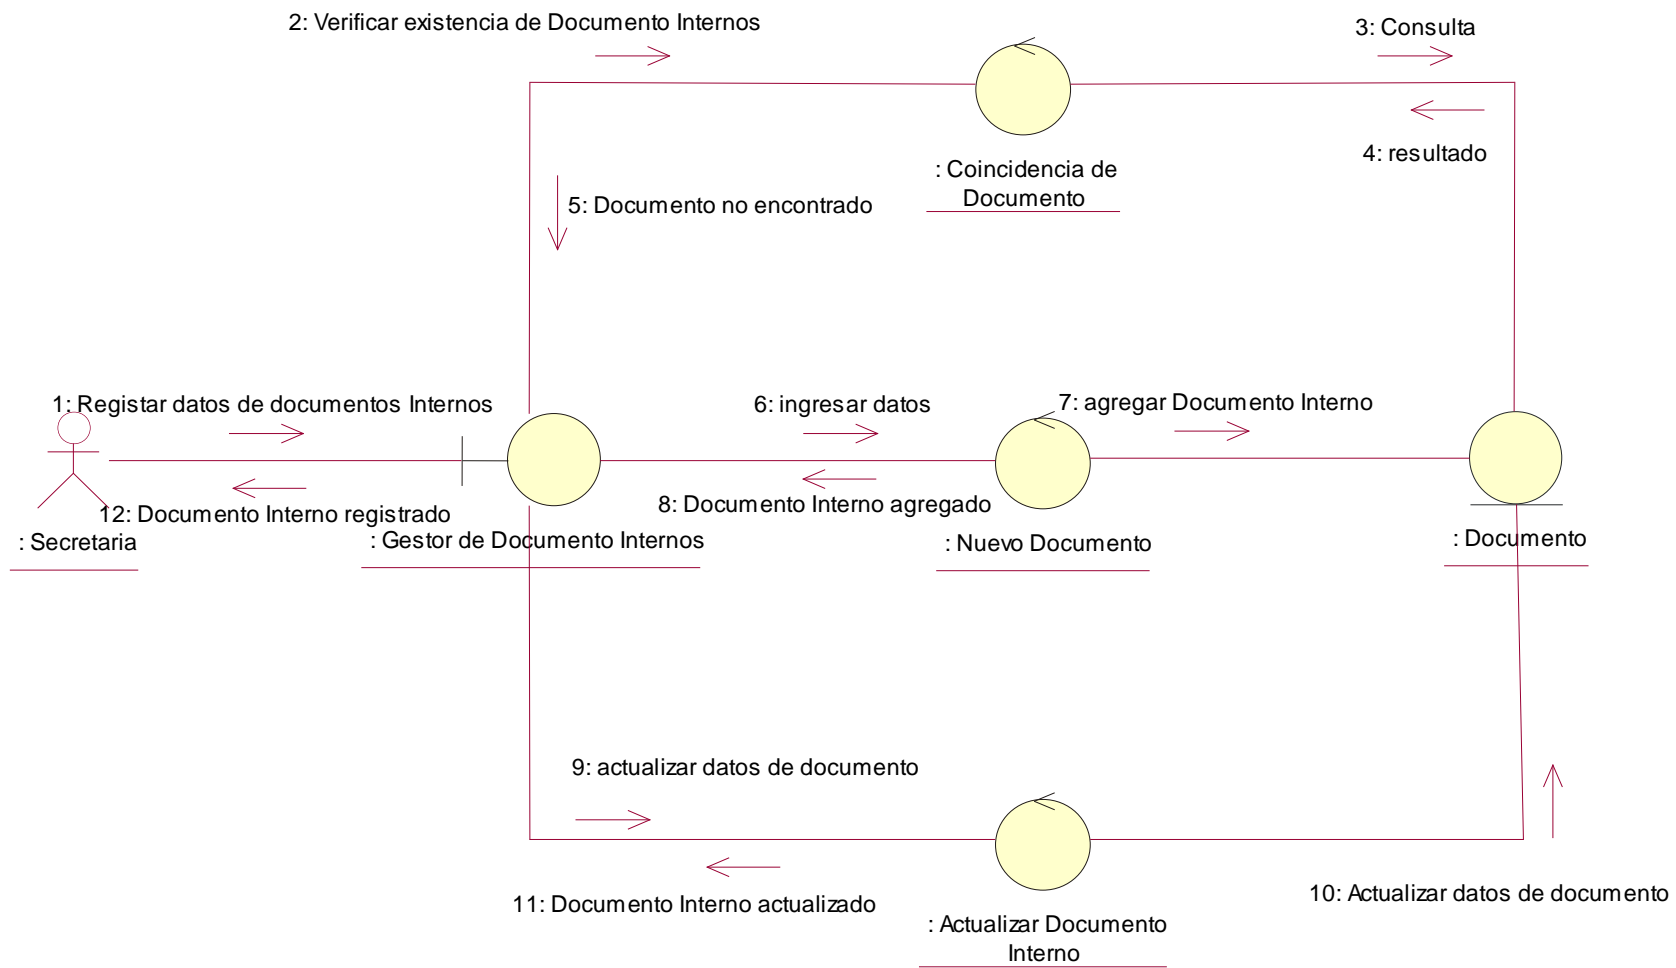 2: Verificar existencia de Documento Internos
3: Consulta
4: resultado
: Coincidencia de
Documento
5: Documento no encontrado
1: Registar datos de documentos Internos
6: ingresar datos
7: agregar Documento Interno
12: Documento Interno registrado
8: Documento Interno agregado
: Secretaria
: Gestor de Documento Internos
: Nuevo Documento
: Documento
9: actualizar datos de documento
11: Documento Interno actualizado
10: Actualizar datos de documento
: Actualizar Documento
Interno